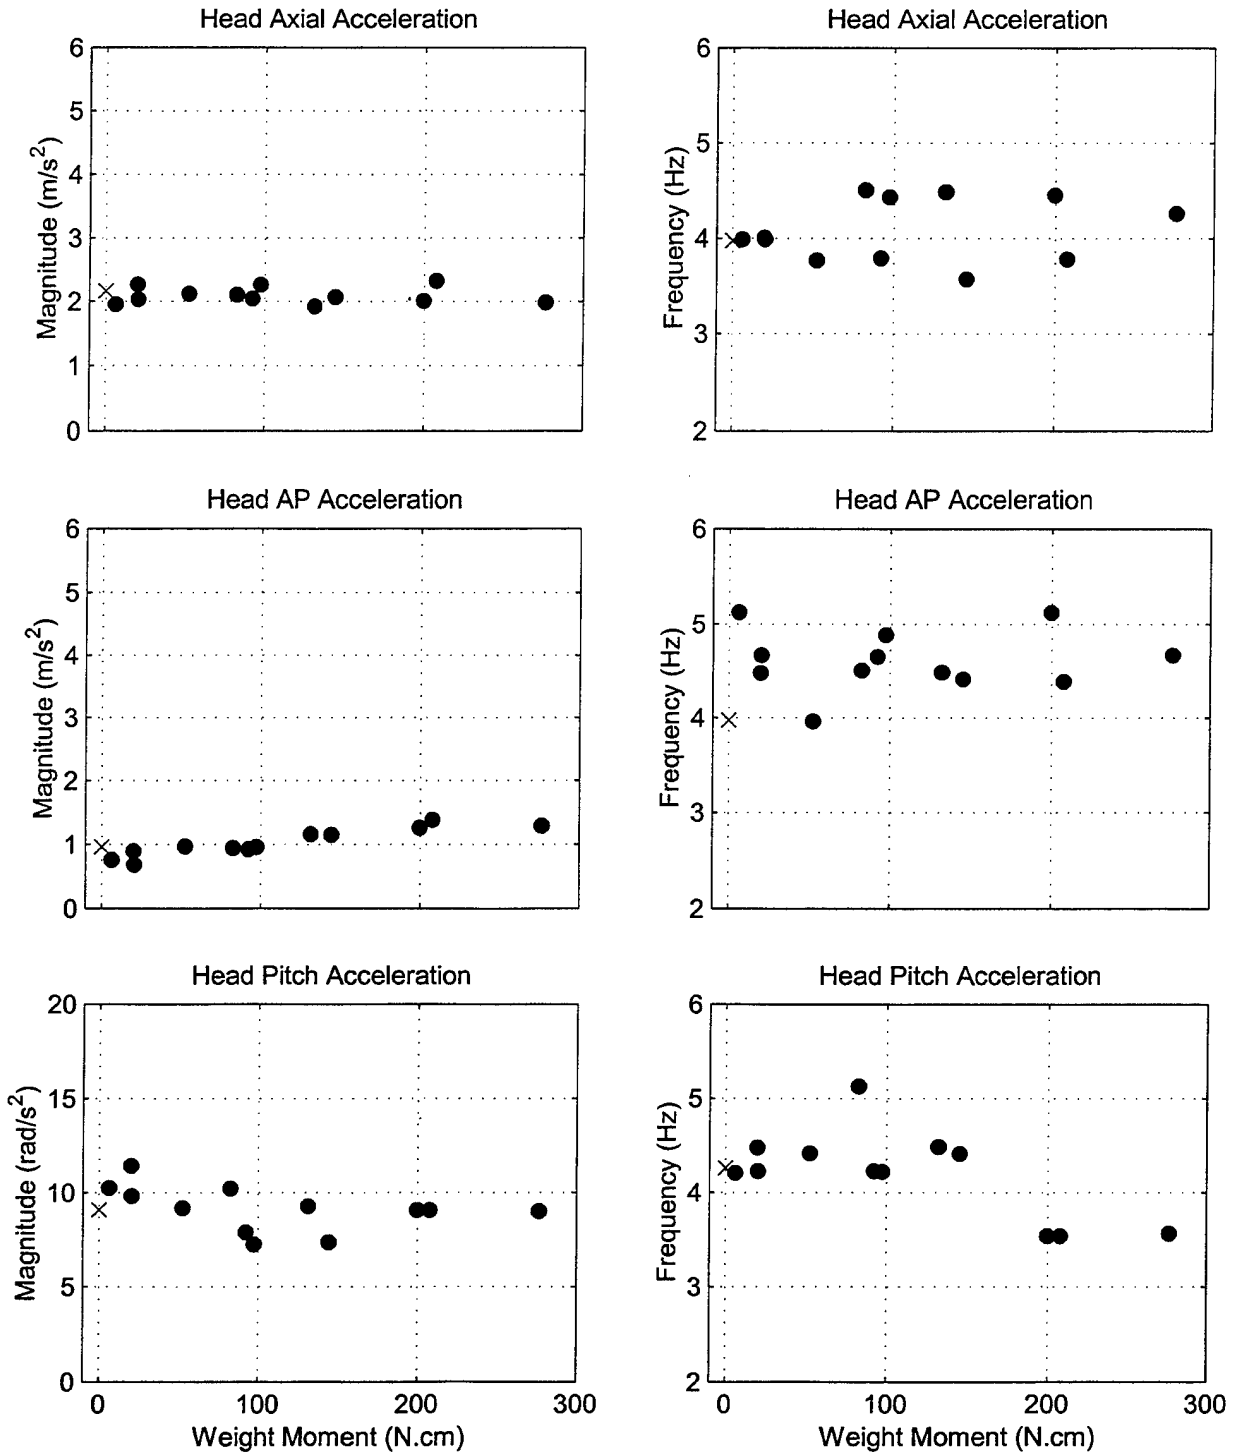 Head Axial Acceleration
6
5
4
3
2
1
0
Magnitude (m/s2)
Head Axial Acceleration
6
5
4
3
2
Frequency (Hz)
Head AP Acceleration
6
5
4
3
2
1
0
Magnitude (m/s2)
Head AP Acceleration
6
5
4
3
2
Frequency (Hz)
Head Pitch Acceleration
20
15
10
5
0
Magnitude (rad/s2)
0 100 200 300
Weight Moment (N.cm)
Head Pitch Acceleration
6
5
4
3
2
Frequency (Hz)
0 100 200 300
Weight Moment (N.cm)